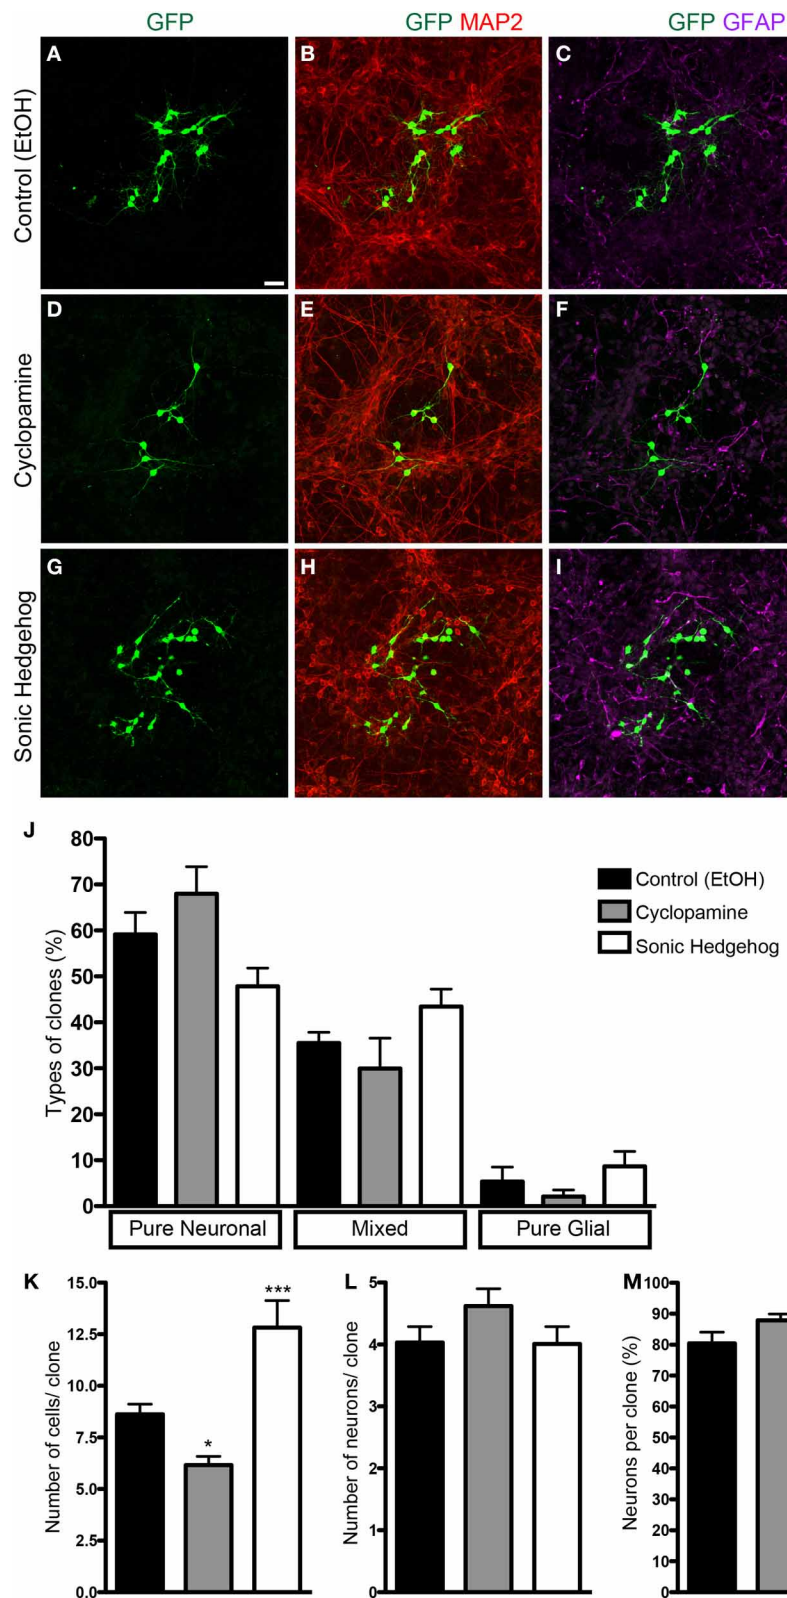 GFP
GFP MAP2
GFP GFAP
Control (EtOH)
A
B
C
Cyclopamine
D
E
F
Sonic Hedgehog
G
H
I
J
Types of clones (%)
80
70
60
50
40
30
20
10
0
Control (EtOH)
Cyclopamine
Sonic Hedgehog
Pure Neuronal
Mixed
Pure Glial
K
Number of cells/ clone
15.0
12.5
10.0
7.5
5.0
2.5
0.0
*
***
L
Number of neurons/ clone
5
4
3
2
1
0
M
Neurons per clone (%)
100
90
80
70
60
50
40
30
20
10
0